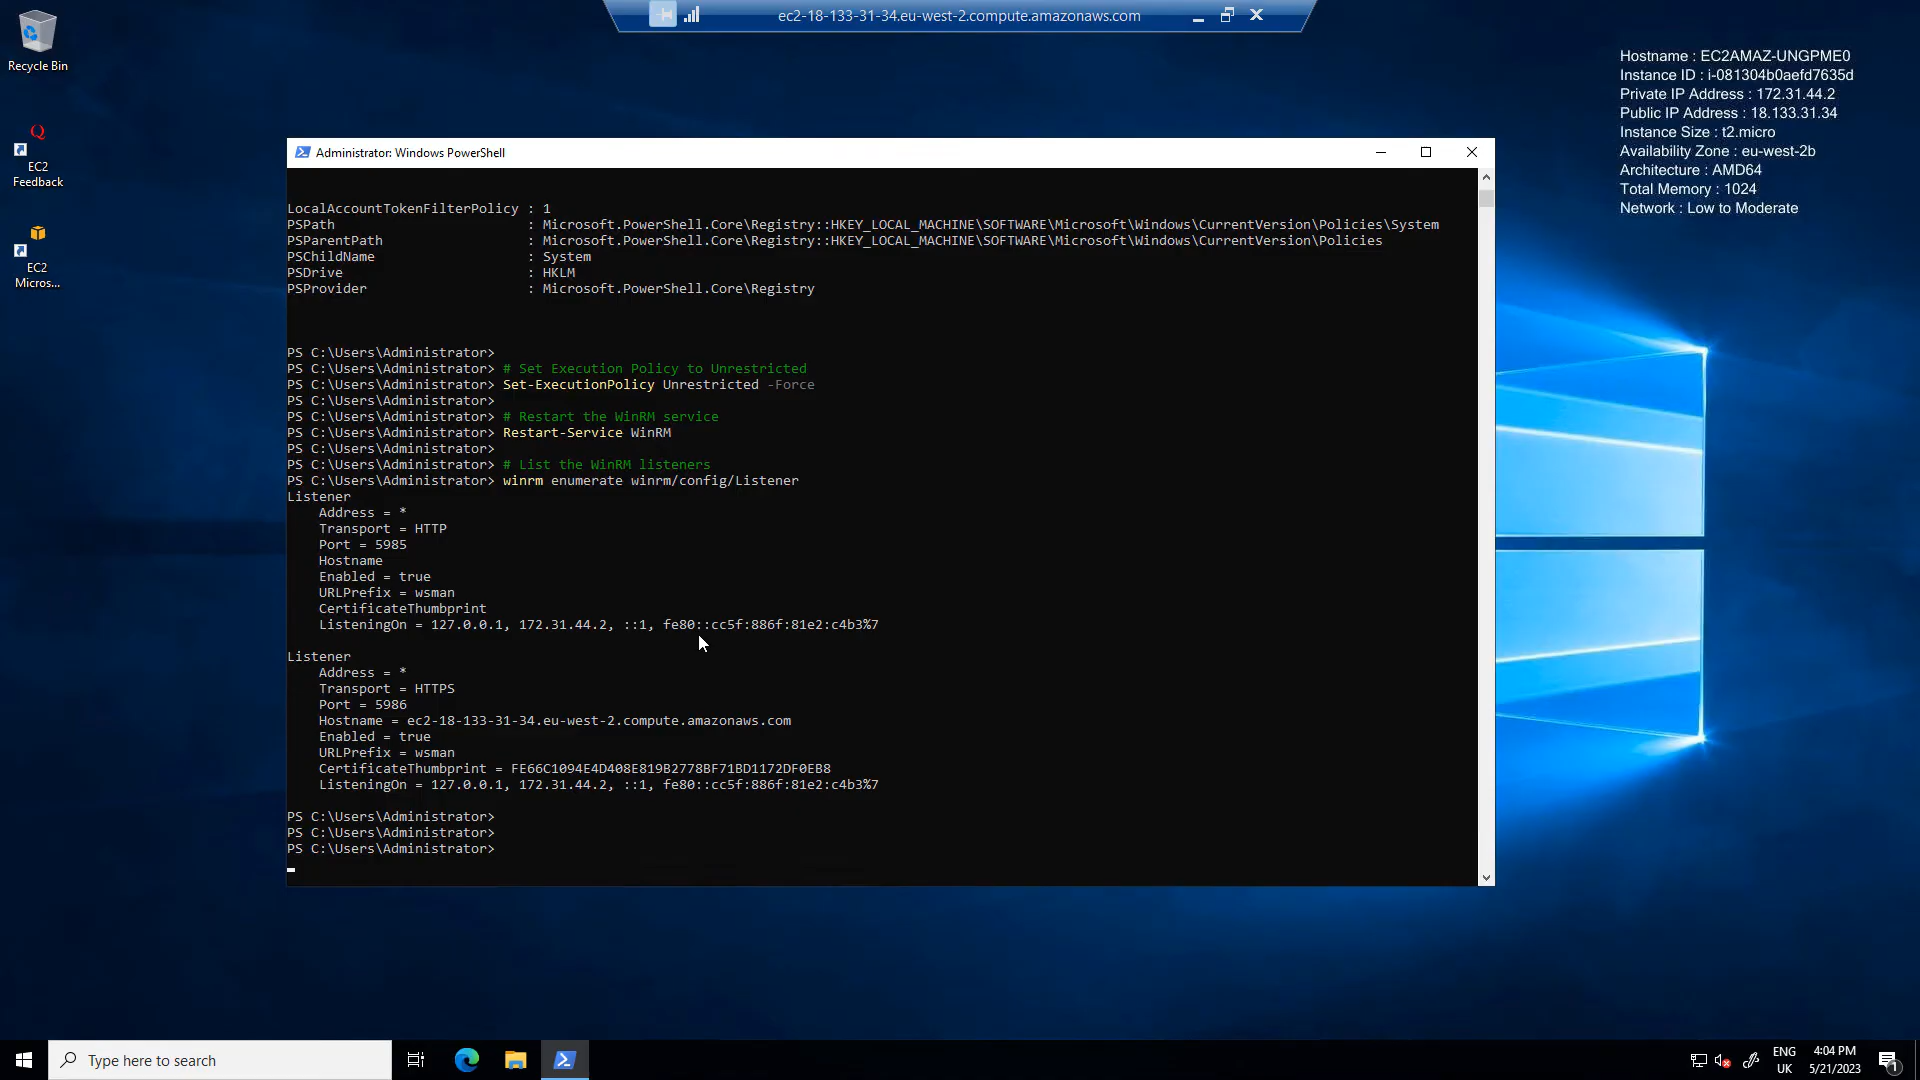 ec2-18-133-31-34.eu-west-2.compute.amazonaws.com
Recycle Bin
EC2
Feedback
EC2
Micros...
Hostname : EC2AMAZ-UNGPME0
Instance ID : i-081304b0aefd7635d
Private IP Address : 172.31.44.2
Public IP Address : 18.133.31.34
Instance Size : t2.micro
Availability Zone : eu-west-2b
Architecture : AMD64
Total Memory : 1024
Network : Low to Moderate
Administrator: Windows PowerShell
LocalAccountTokenFilterPolicy : 1
PSPath : Microsoft.PowerShell.Core\Registry::HKEY_LOCAL_MACHINE\SOFTWARE\Microsoft\Windows\CurrentVersion\Policies\System
PSParentPath : Microsoft.PowerShell.Core\Registry::HKEY_LOCAL_MACHINE\SOFTWARE\Microsoft\Windows\CurrentVersion\Policies
PSChildName : System
PSDrive : HKLM
PSProvider : Microsoft.PowerShell.Core\Registry
PS C:\Users\Administrator>
PS C:\Users\Administrator> # Set Execution Policy to Unrestricted
PS C:\Users\Administrator> Set-ExecutionPolicy Unrestricted -Force
PS C:\Users\Administrator>
PS C:\Users\Administrator> # Restart the WinRM service
PS C:\Users\Administrator> Restart-Service WinRM
PS C:\Users\Administrator>
PS C:\Users\Administrator> # List the WinRM listeners
PS C:\Users\Administrator> winrm enumerate winrm/config/Listener
Listener
Address = *
Transport = HTTP
Port = 5985
Hostname
Enabled = true
URLPrefix = wsman
CertificateThumbprint
ListeningOn = 127.0.0.1, 172.31.44.2, ::1, fe80::cc5f:886f:81e2:c4b3%7
Listener
Address = *
Transport = HTTPS
Port = 5986
Hostname = ec2-18-133-31-34.eu-west-2.compute.amazonaws.com
Enabled = true
URLPrefix = wsman
CertificateThumbprint = FE66C1094E4D408E819B2778BF71BD1172DF0EB8
ListeningOn = 127.0.0.1, 172.31.44.2, ::1, fe80::cc5f:886f:81e2:c4b3%7
PS C:\Users\Administrator>
PS C:\Users\Administrator>
PS C:\Users\Administrator>
Type here to search
ENG
UK
4:04 PM
5/21/2023
1